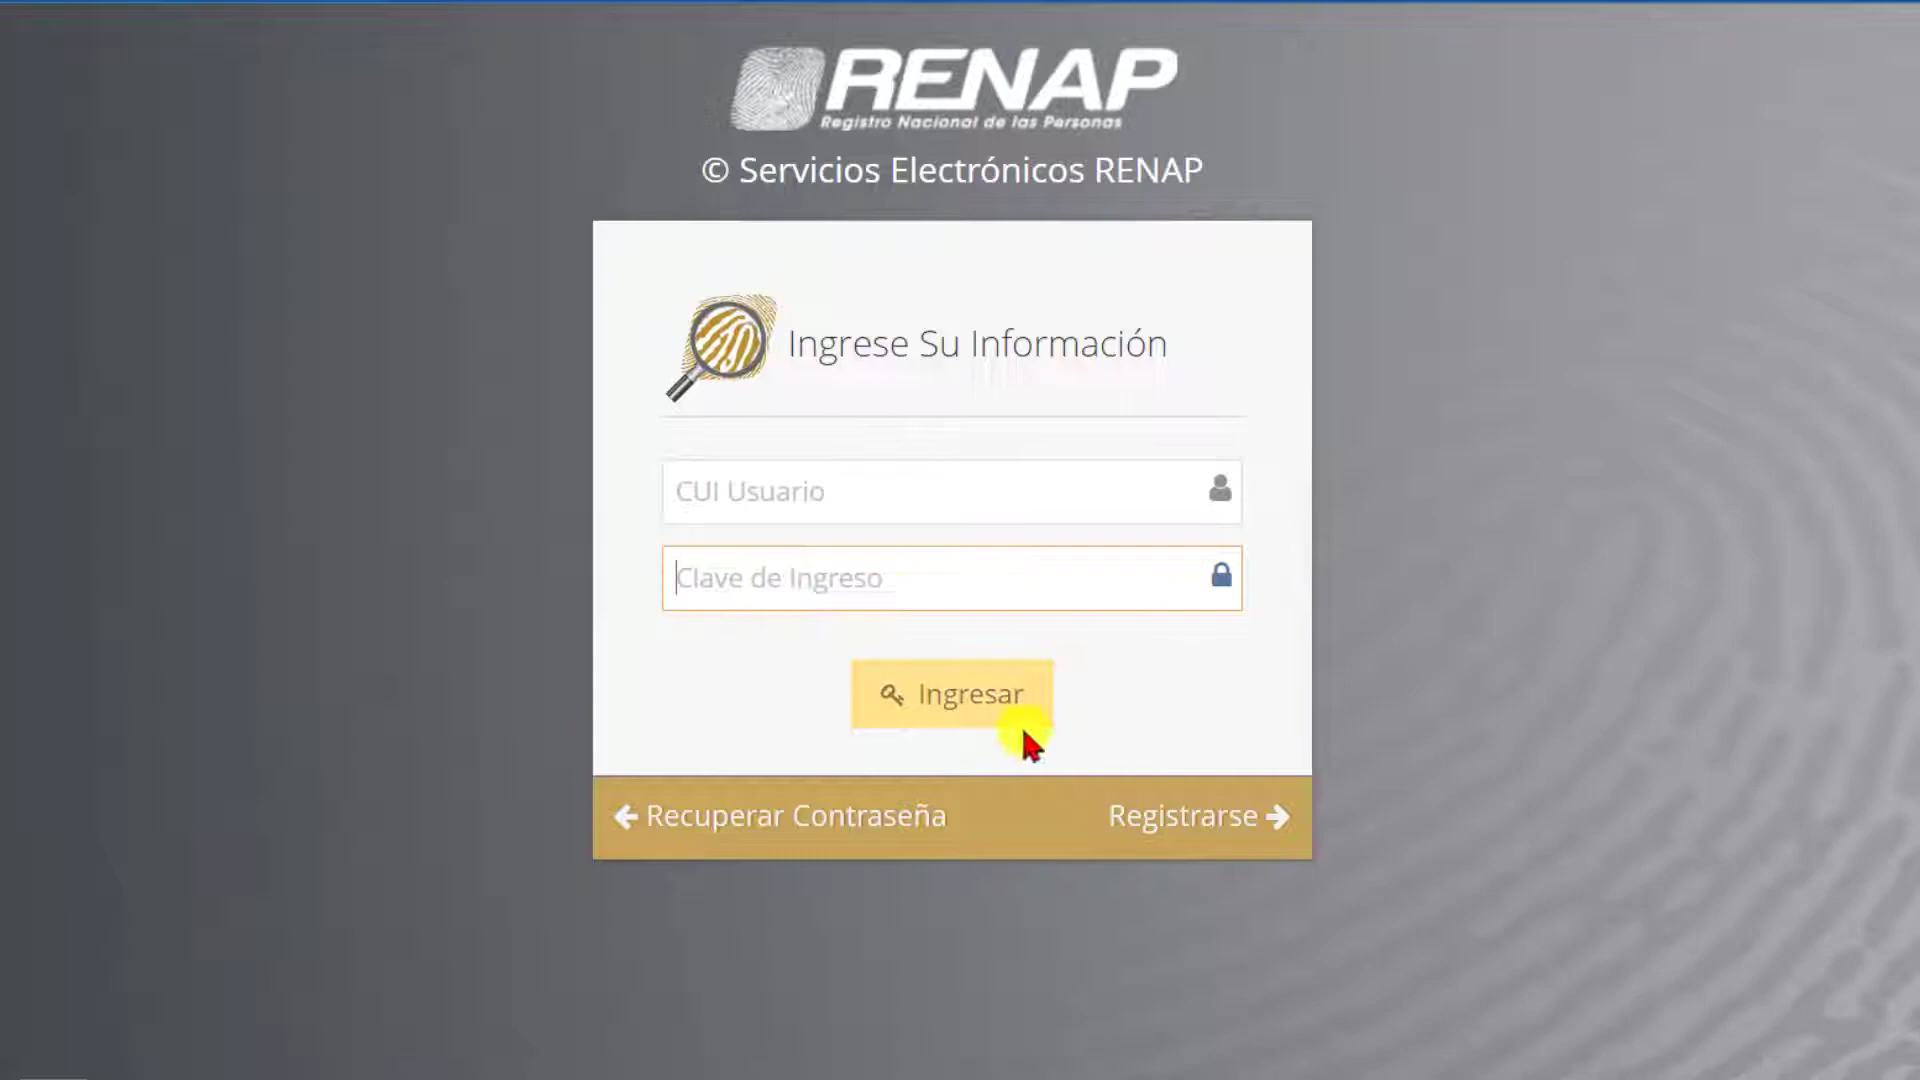 RENAP
Registro Nacional de las Personas
© Servicios Electrónicos RENAP
Ingrese Su Información
CUI Usuario
Clave de Ingreso
Ingresar
Recuperar Contraseña
Registrarse